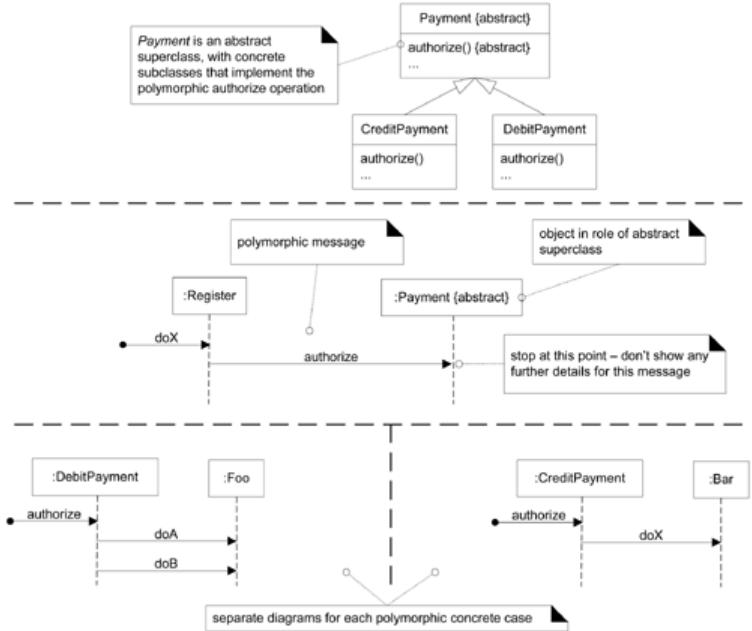 Payment {abstract}
authorize() {abstract}
...
Payment is an abstract
superclass, with concrete
subclasses that implement the
polymorphic authorize operation
CreditPayment
authorize()
...
DebitPayment
authorize()
...
polymorphic message
object in role of abstract
superclass
:Register
:Payment {abstract}
doX
authorize
stop at this point – don't show any
further details for this message
:DebitPayment
:Foo
authorize
doA
doB
:CreditPayment
:Bar
authorize
doX
separate diagrams for each polymorphic concrete case